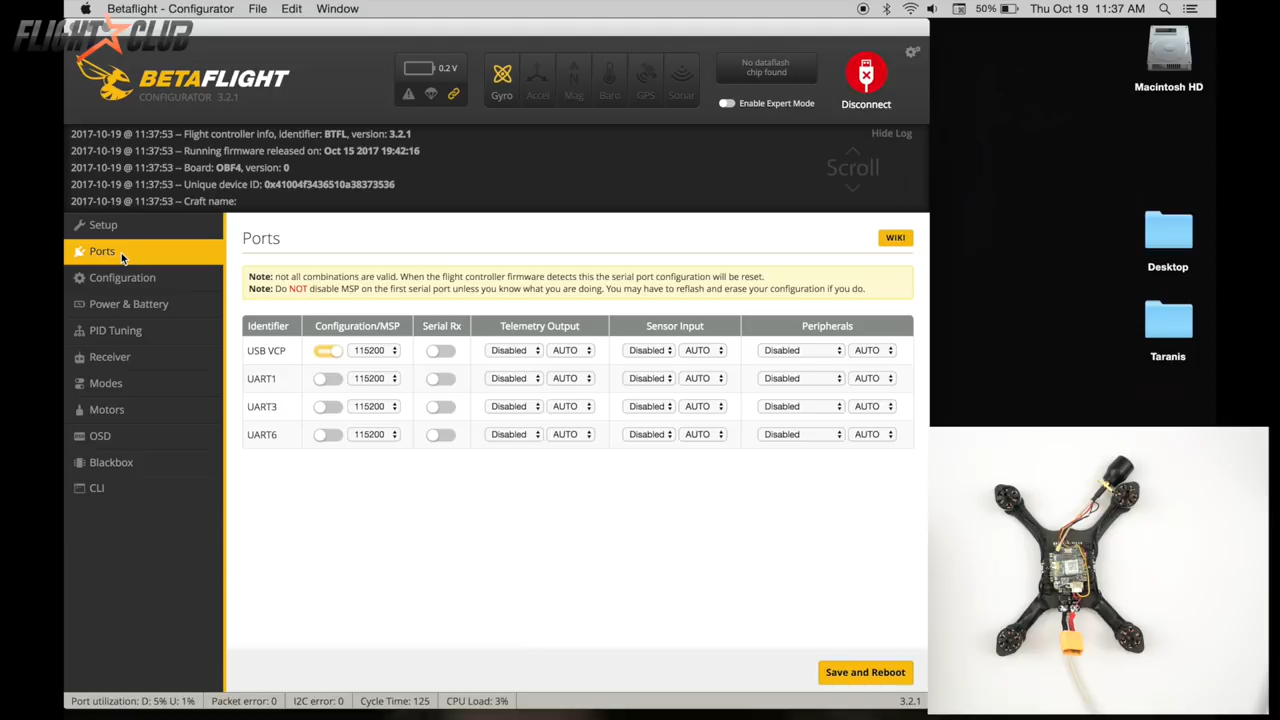 Betaflight - Configurator File Edit Window 50% Thu Oct 19 11:37 AM
FLIGHT CLUB
BETAFLIGHT
CONFIGURATOR 3.2.1
0.2 V
Gyro Accel Mag Baro GPS Sonar
No dataflash
chip found
Enable Expert Mode
Disconnect
Macintosh HD
2017-10-19 @ 11:37:53 -- Flight controller info, identifier: BTFL, version: 3.2.1
Hide Log
2017-10-19 @ 11:37:53 -- Running firmware released on: Oct 15 2017 19:42:16
2017-10-19 @ 11:37:53 -- Board: OBF4, version: 0
Scroll
2017-10-19 @ 11:37:53 -- Unique device ID: 0x41004f3436510a38373536
2017-10-19 @ 11:37:53 -- Craft name:
Setup
Ports
Configuration
Power & Battery
PID Tuning
Receiver
Modes
Motors
OSD
Blackbox
CLI
Ports
WIKI
Note: not all combinations are valid. When the flight controller firmware detects this the serial port configuration will be reset.
Note: Do NOT disable MSP on the first serial port unless you know what you are doing. You may have to reflash and erase your configuration if you do.
Identifier Configuration/MSP Serial Rx Telemetry Output Sensor Input Peripherals
USB VCP 115200 Disabled AUTO Disabled AUTO Disabled AUTO
UART1 115200 Disabled AUTO Disabled AUTO Disabled AUTO
UART3 115200 Disabled AUTO Disabled AUTO Disabled AUTO
UART6 115200 Disabled AUTO Disabled AUTO Disabled AUTO
Save and Reboot
Desktop
Taranis
Port utilization: D: 5% U: 1% Packet error: 0 I2C error: 0 Cycle Time: 125 CPU Load: 3% 3.2.1